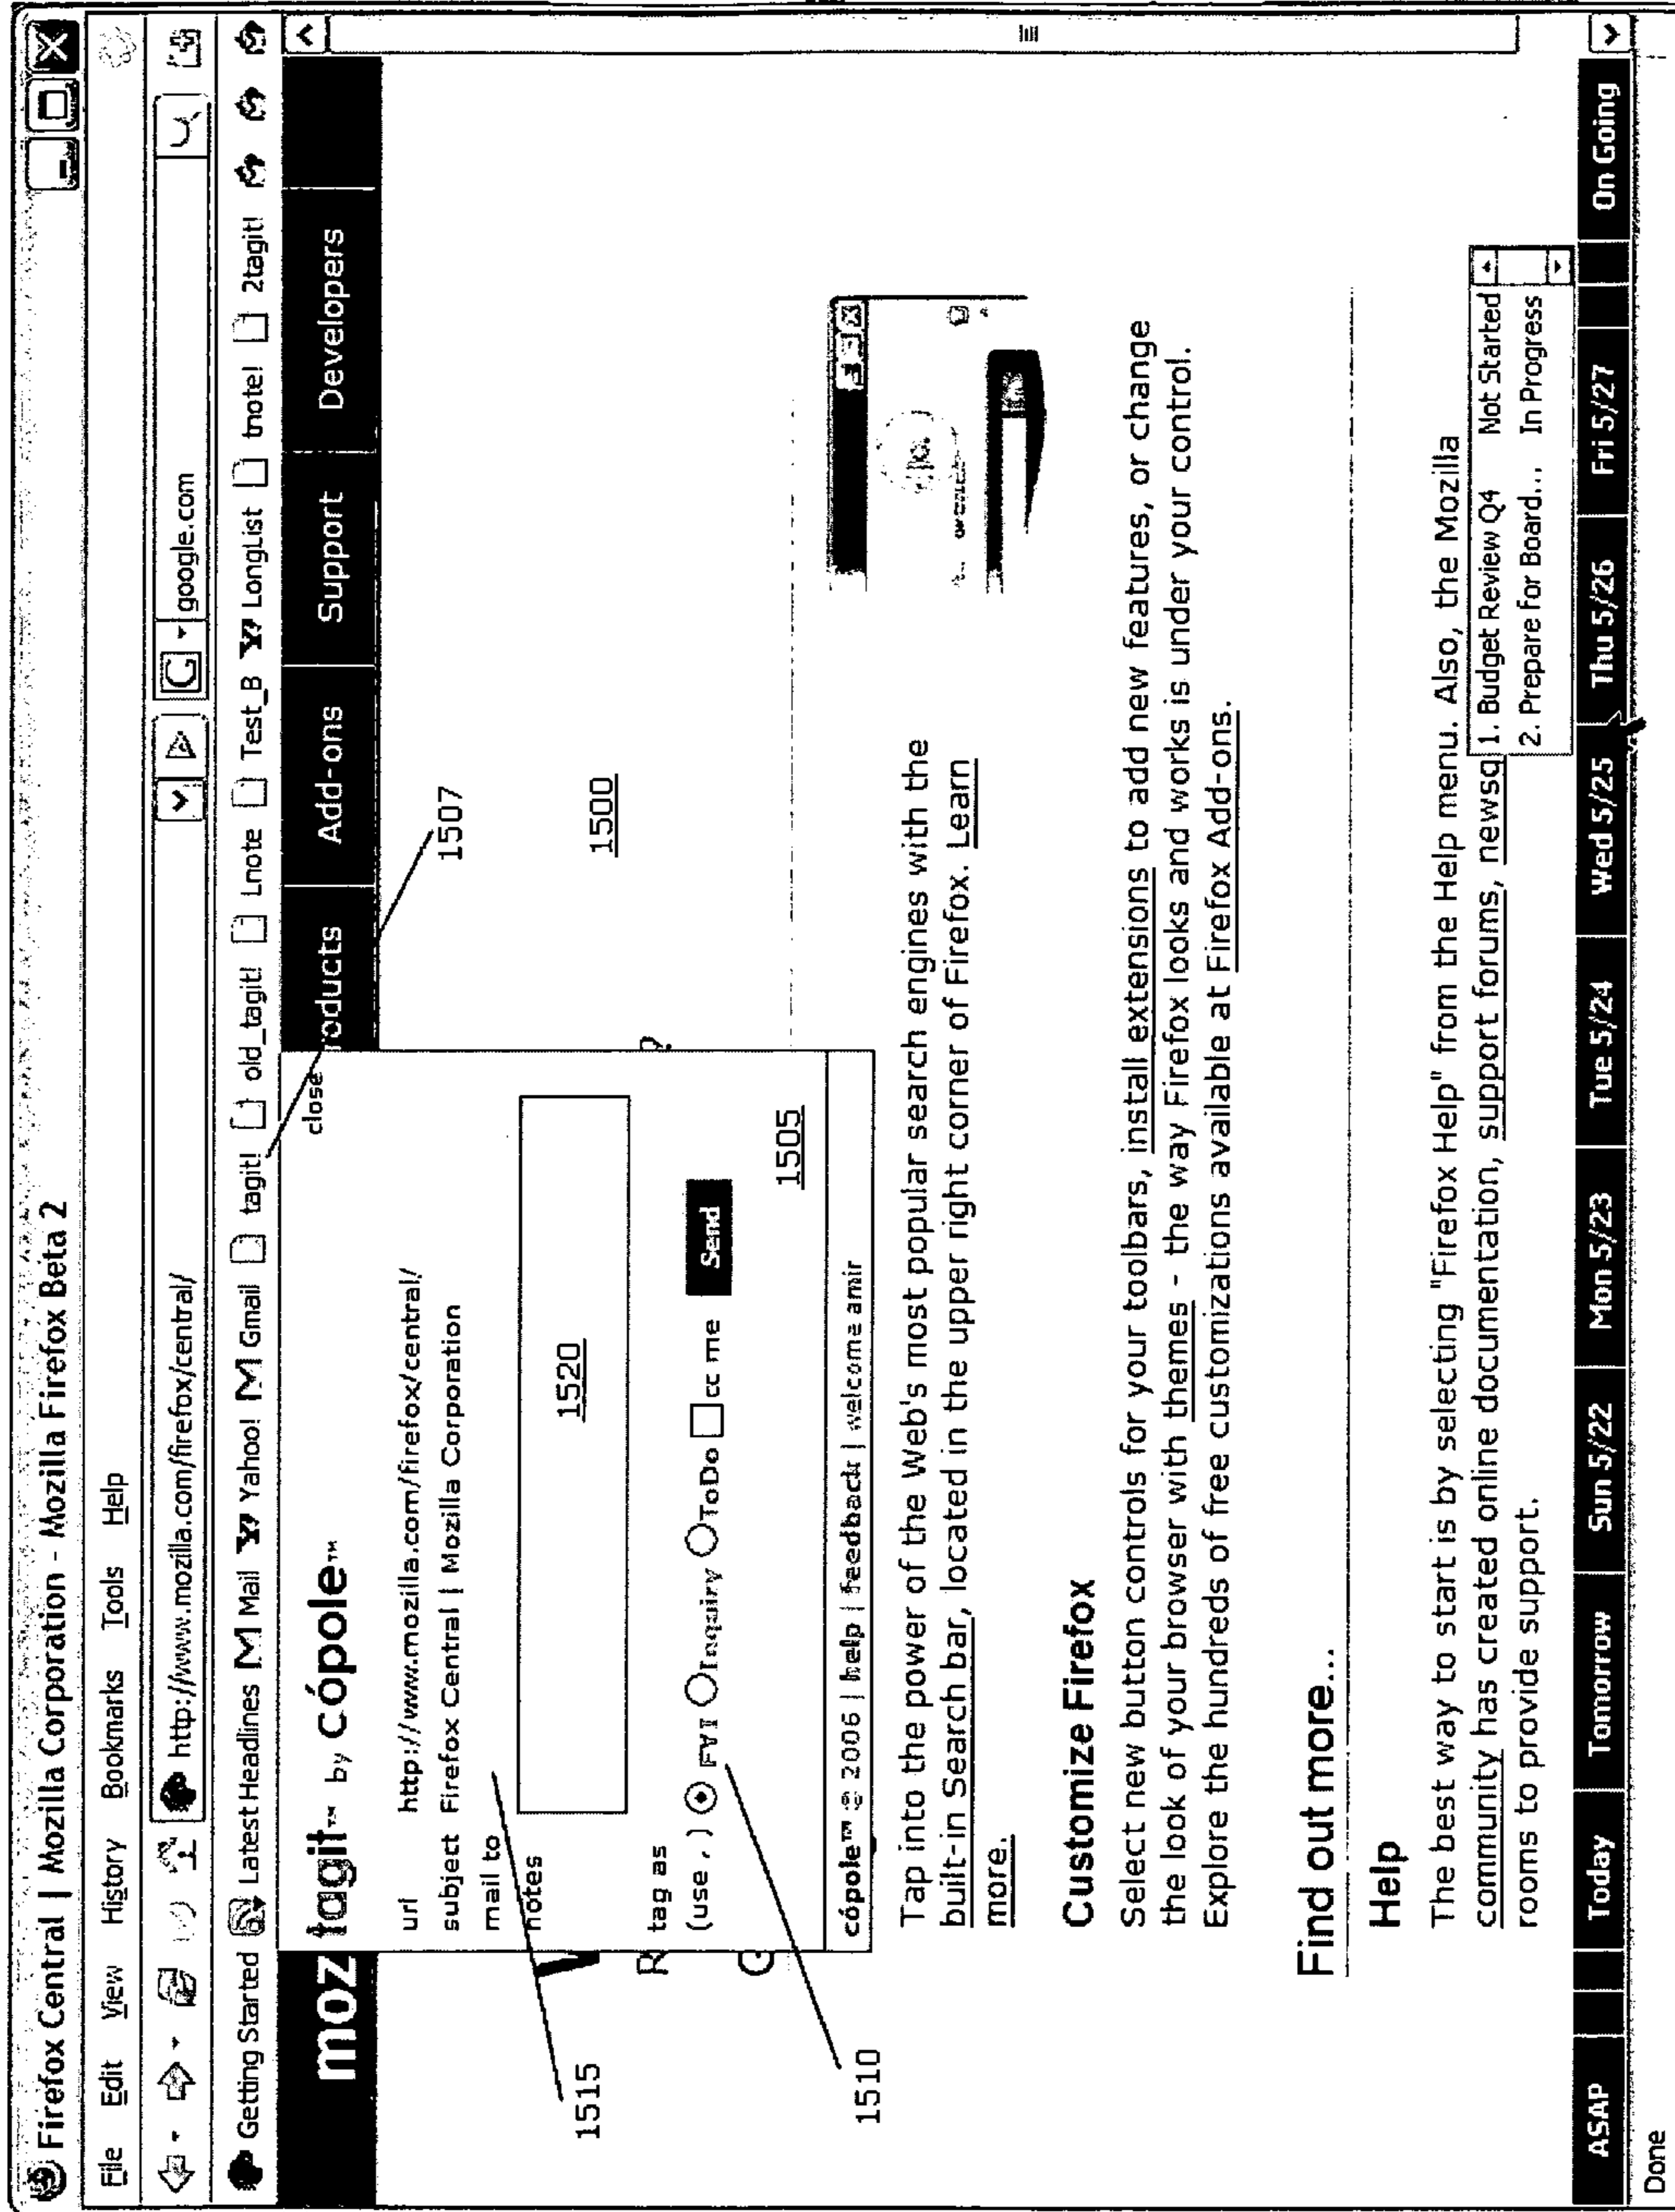 Firefox Central | Mozilla Corporation - Mozilla Firefox Beta 2
File Edit View History Bookmarks Tools Help
http://www.mozilla.com/firefox/central/ G google.com
Getting Started Latest Headlines Mail Yahoo! Gmail tagit! old_tagit! Lnote Test_B LongList tnote! 2tagit!
moz roducts Add-ons Support Developers
tagit™ by cópole™ close
1507
url http://www.mozilla.com/firefox/central/
subject Firefox Central | Mozilla Corporation
mail to
notes
1515
1520
1500
tag as
(use , ) FYI Inquiry ToDo cc me Send
1505
1510
cópole™ © 2006 | help | feedback | welcome amir
Tap into the power of the Web's most popular search engines with the
built-in Search bar, located in the upper right corner of Firefox. Learn
more.
Customize Firefox
Select new button controls for your toolbars, install extensions to add new features, or change
the look of your browser with themes - the way Firefox looks and works is under your control.
Explore the hundreds of free customizations available at Firefox Add-ons.
Find out more...
Help
The best way to start is by selecting "Firefox Help" from the Help menu. Also, the Mozilla
community has created online documentation, support forums, newsg
rooms to provide support.
1. Budget Review Q4 Not Started
2. Prepare for Board... In Progress
ASAP Today Tomorrow Sun 5/22 Mon 5/23 Tue 5/24 Wed 5/25 Thu 5/26 Fri 5/27 On Going
Done